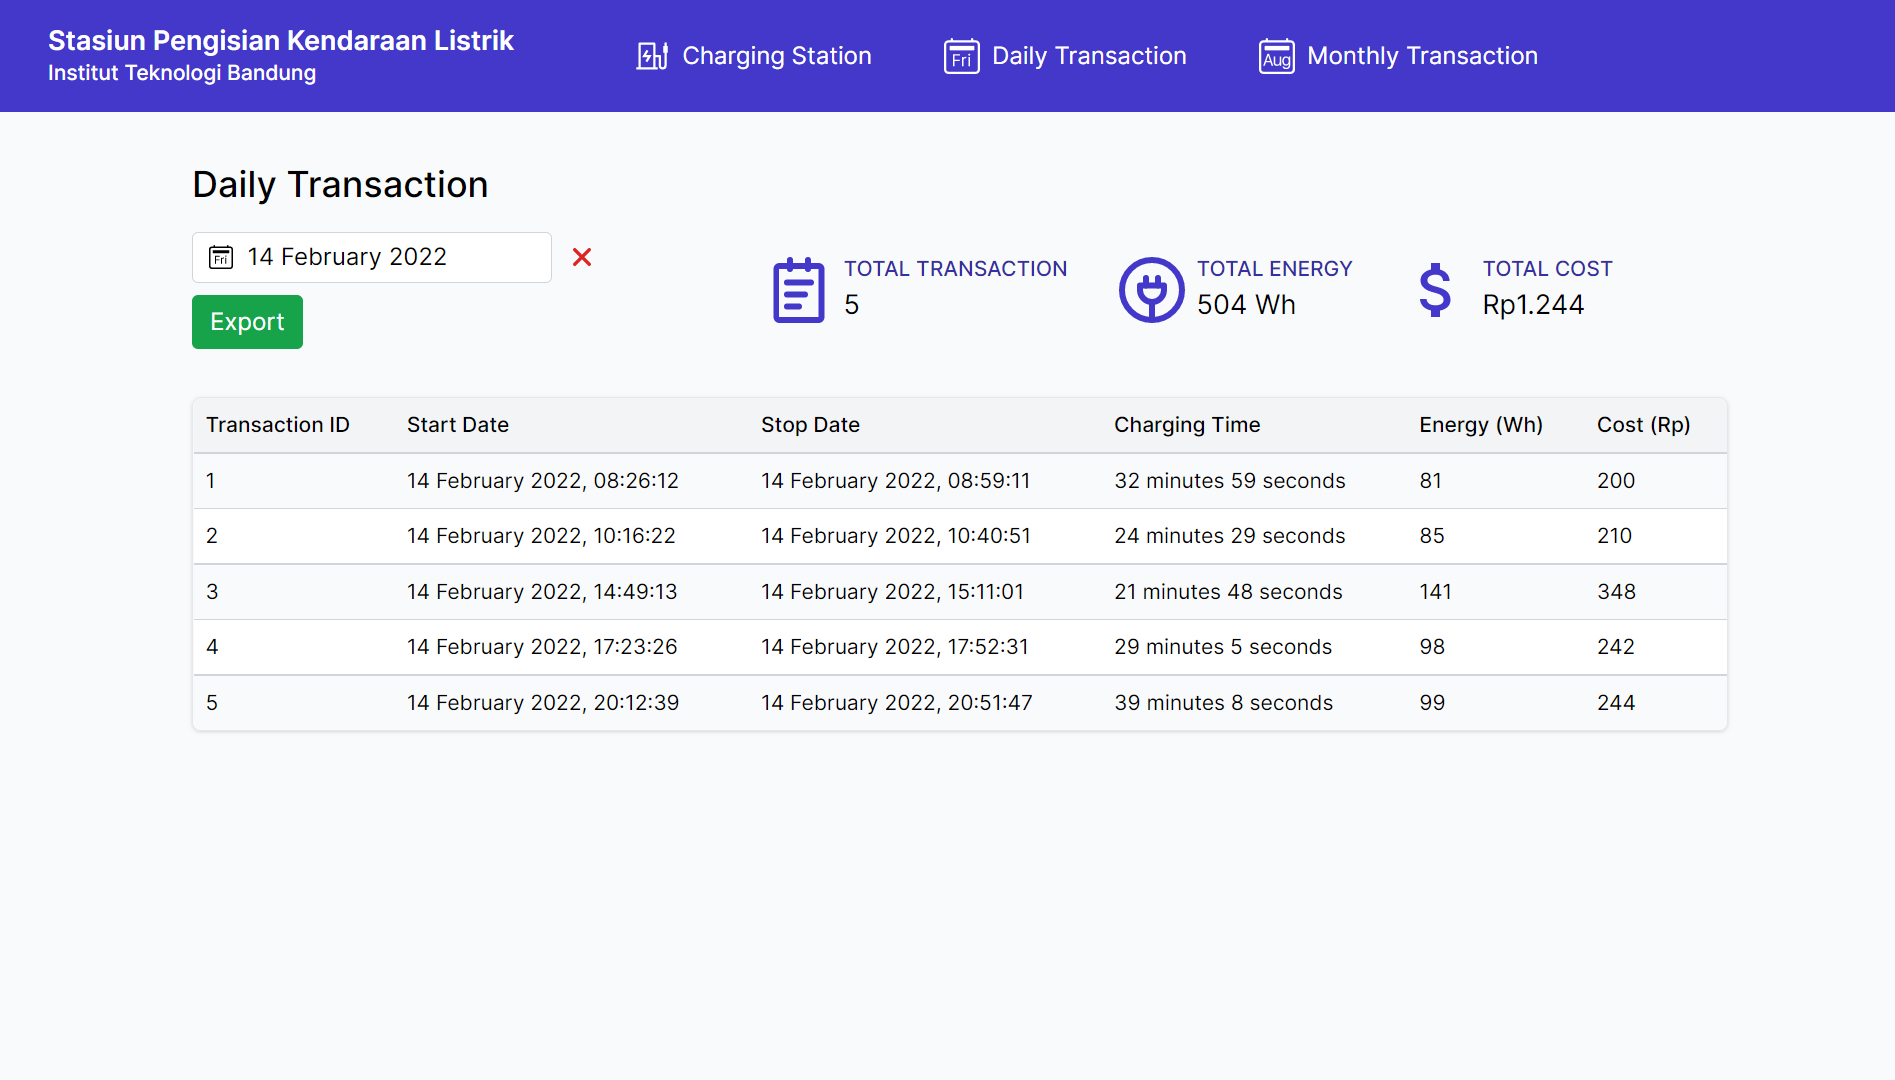 Stasiun Pengisian Kendaraan Listrik
Institut Teknologi Bandung
Charging Station
Fri Daily Transaction
Aug Monthly Transaction
Daily Transaction
Fri 14 February 2022
Export
TOTAL TRANSACTION
5
TOTAL ENERGY
504 Wh
TOTAL COST
Rp1.244
Transaction ID Start Date Stop Date Charging Time Energy (Wh) Cost (Rp)
1 14 February 2022, 08:26:12 14 February 2022, 08:59:11 32 minutes 59 seconds 81 200
2 14 February 2022, 10:16:22 14 February 2022, 10:40:51 24 minutes 29 seconds 85 210
3 14 February 2022, 14:49:13 14 February 2022, 15:11:01 21 minutes 48 seconds 141 348
4 14 February 2022, 17:23:26 14 February 2022, 17:52:31 29 minutes 5 seconds 98 242
5 14 February 2022, 20:12:39 14 February 2022, 20:51:47 39 minutes 8 seconds 99 244